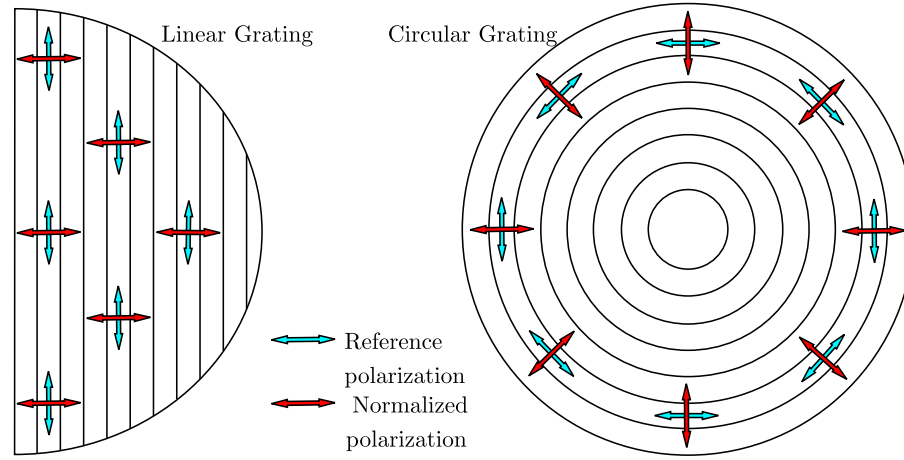 Linear Grating
Circular Grating
Reference
polarization
Normalized
polarization